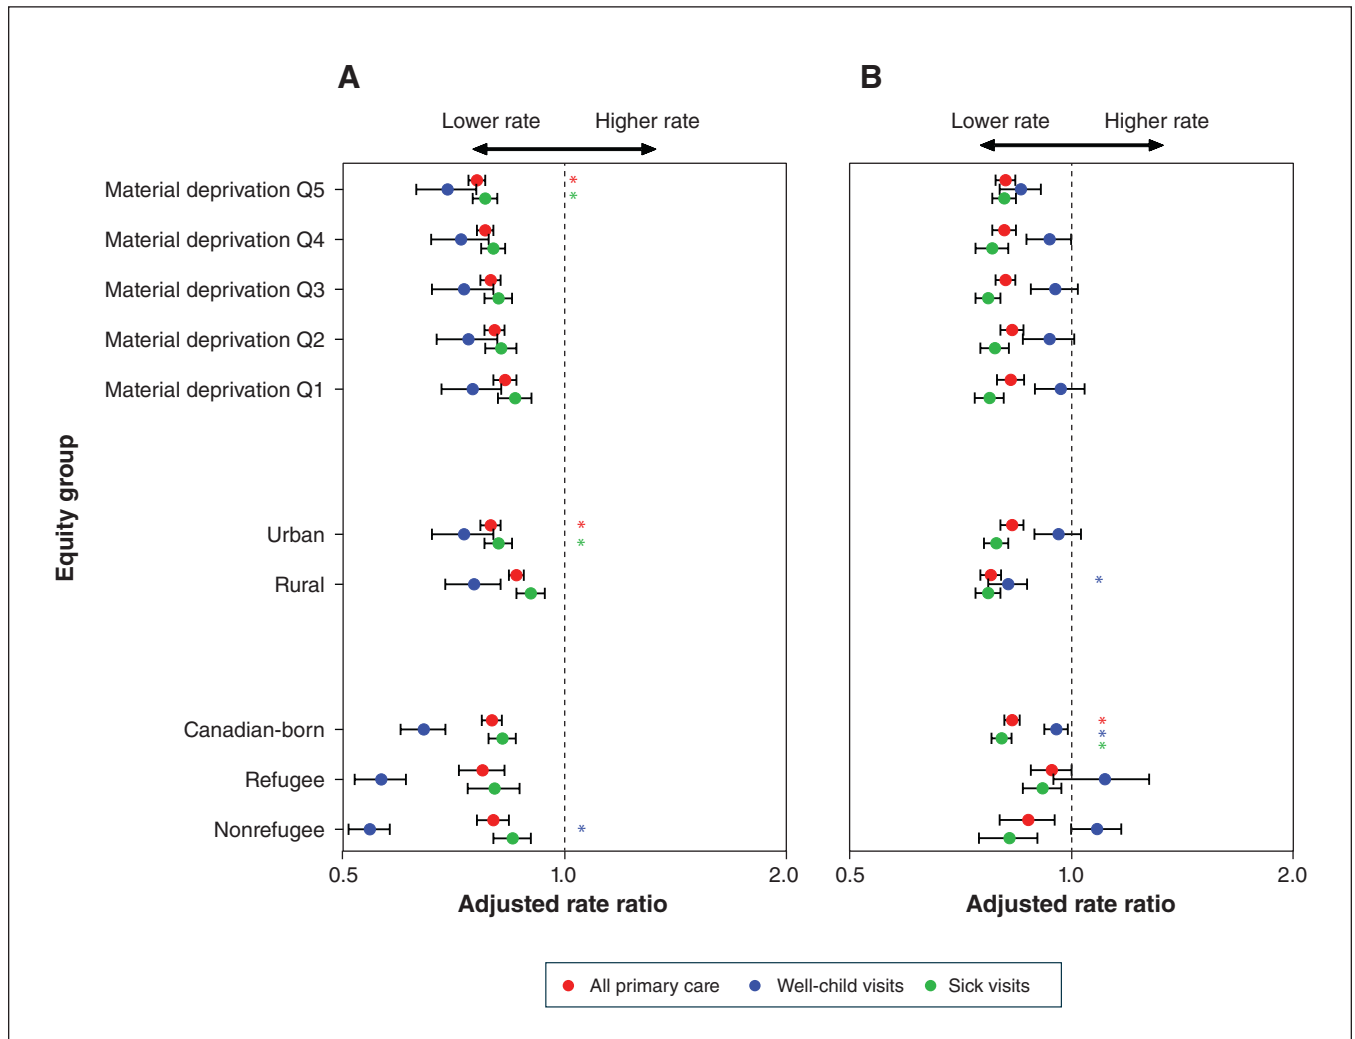 A
B
Lower rate Higher rate
Lower rate Higher rate
Equity group
Material deprivation Q5
* *
Material deprivation Q4
Material deprivation Q3
Material deprivation Q2
Material deprivation Q1
Urban
* *
Rural
*
Canadian-born
* * *
Refugee
Nonrefugee
*
0.5 1.0 2.0
0.5 1.0 2.0
Adjusted rate ratio
Adjusted rate ratio
All primary care Well-child visits Sick visits